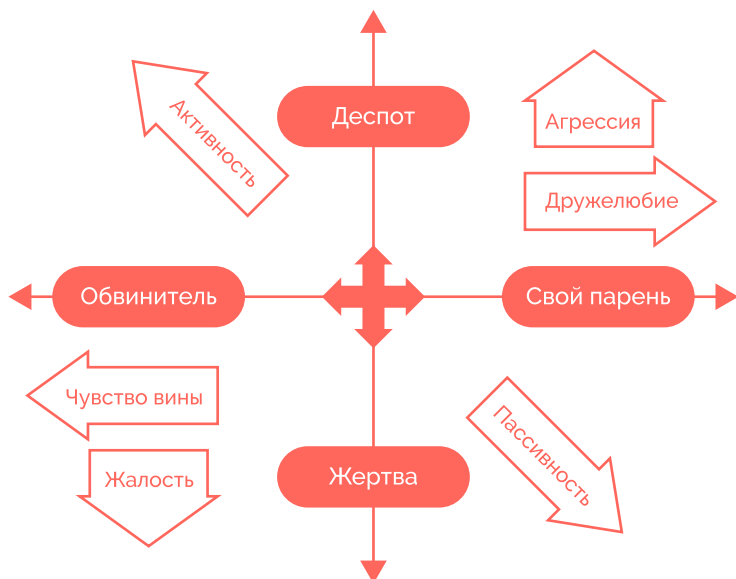 Деспот
Активность
Агрессия
Дружелюбие
Обвинитель
Свой парень
Чувство вины
Пассивность
Жалость
Жертва